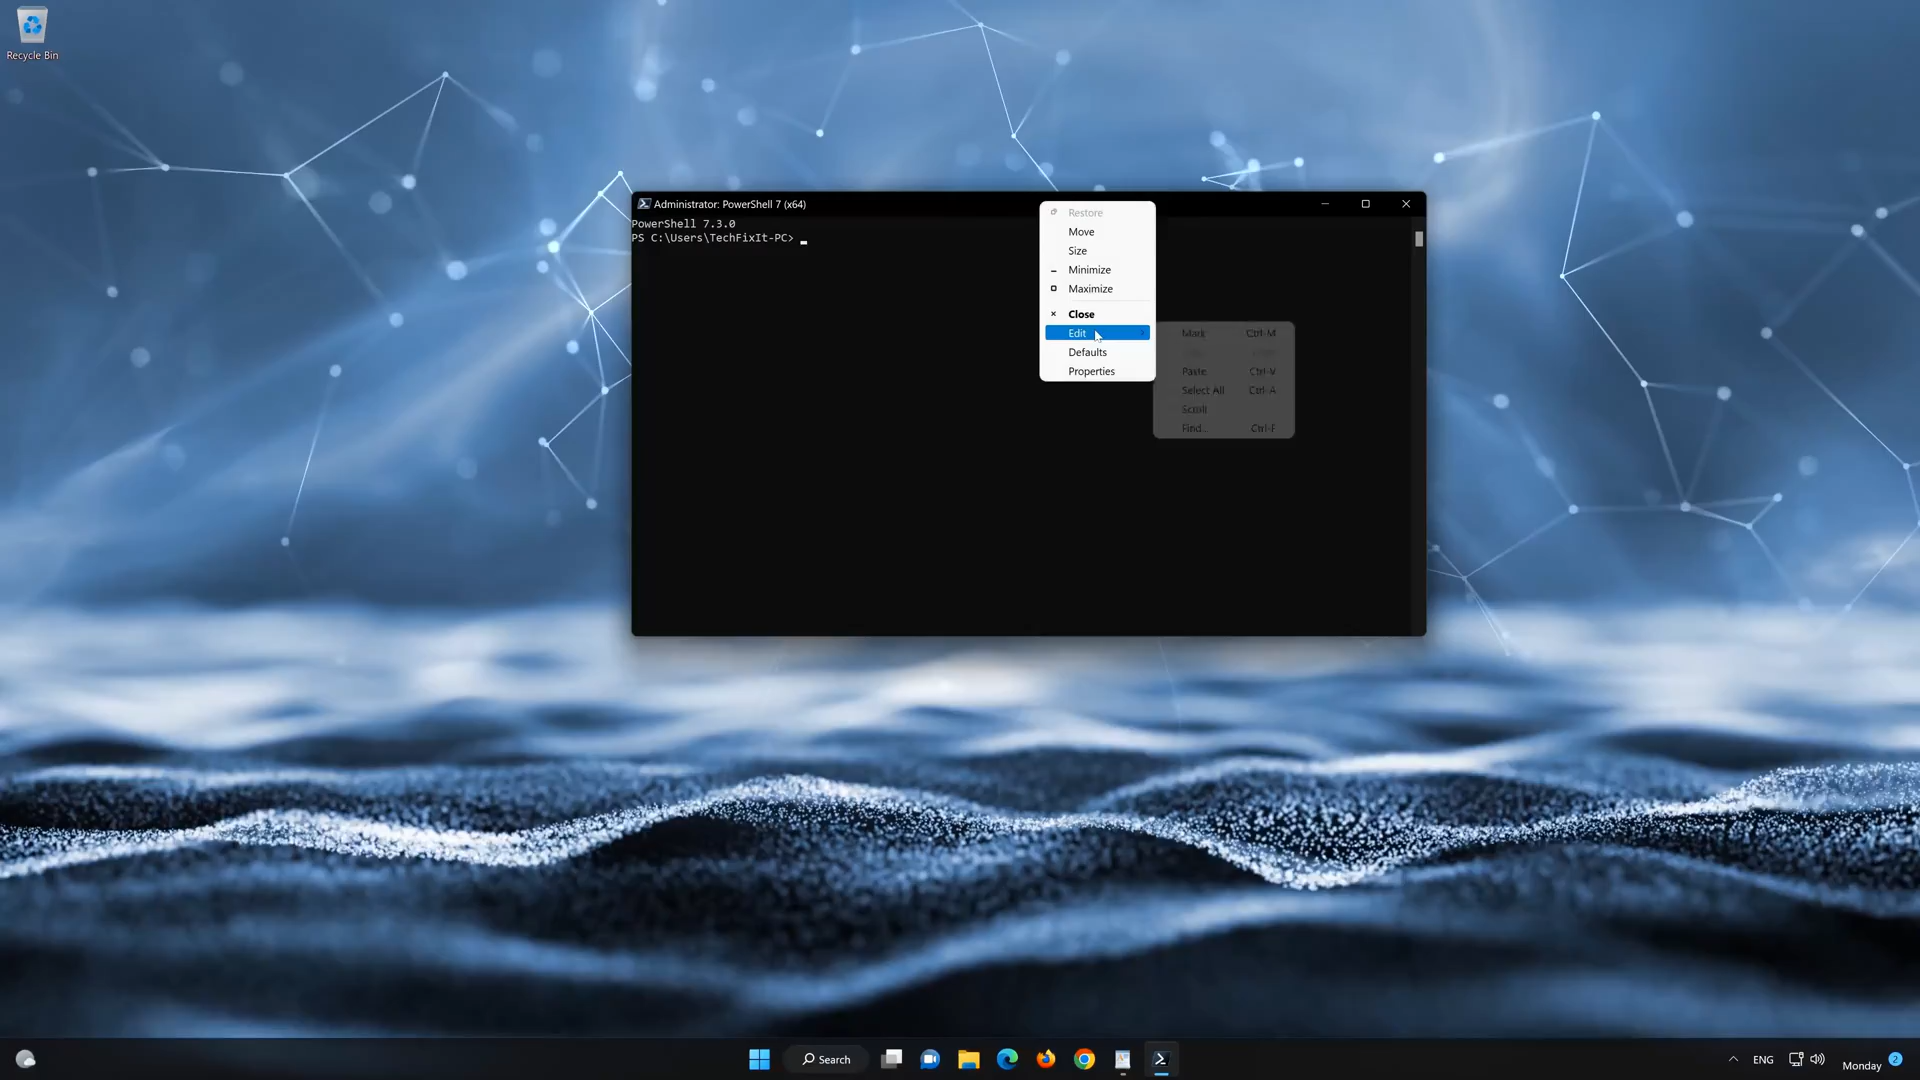 Recycle Bin
Administrator: PowerShell 7 (x64)
PowerShell 7.3.0
PS C:\Users\TechFixIt-PC>
Restore
Move
Size
Minimize
Maximize
Close
Edit
Defaults
Properties
Mark Ctrl-M
Paste Ctrl-V
Select All Ctrl-A
Scroll
Find... Ctrl-F
Search
ENG
Monday
2